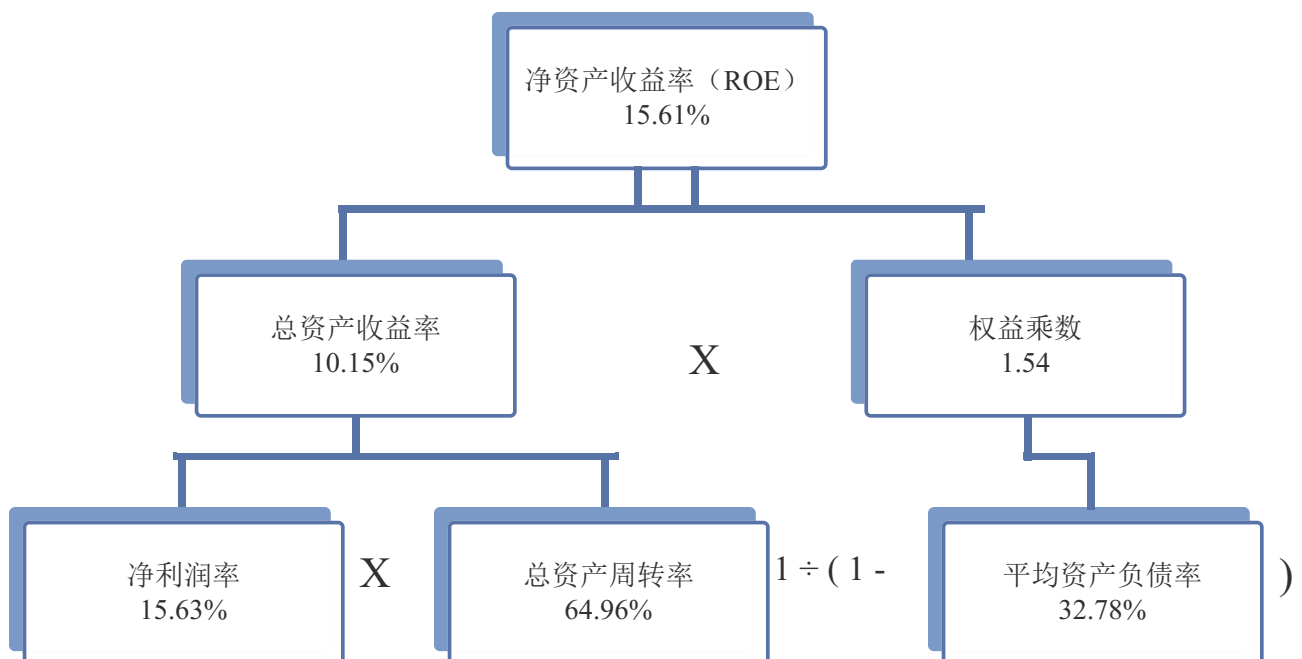 净资产收益率（ROE）
15.61%
总资产收益率
10.15%
X
权益乘数
1.54
净利润率
15.63%
X
总资产周转率
64.96%
1 ÷ ( 1 -
平均资产负债率
32.78%
)